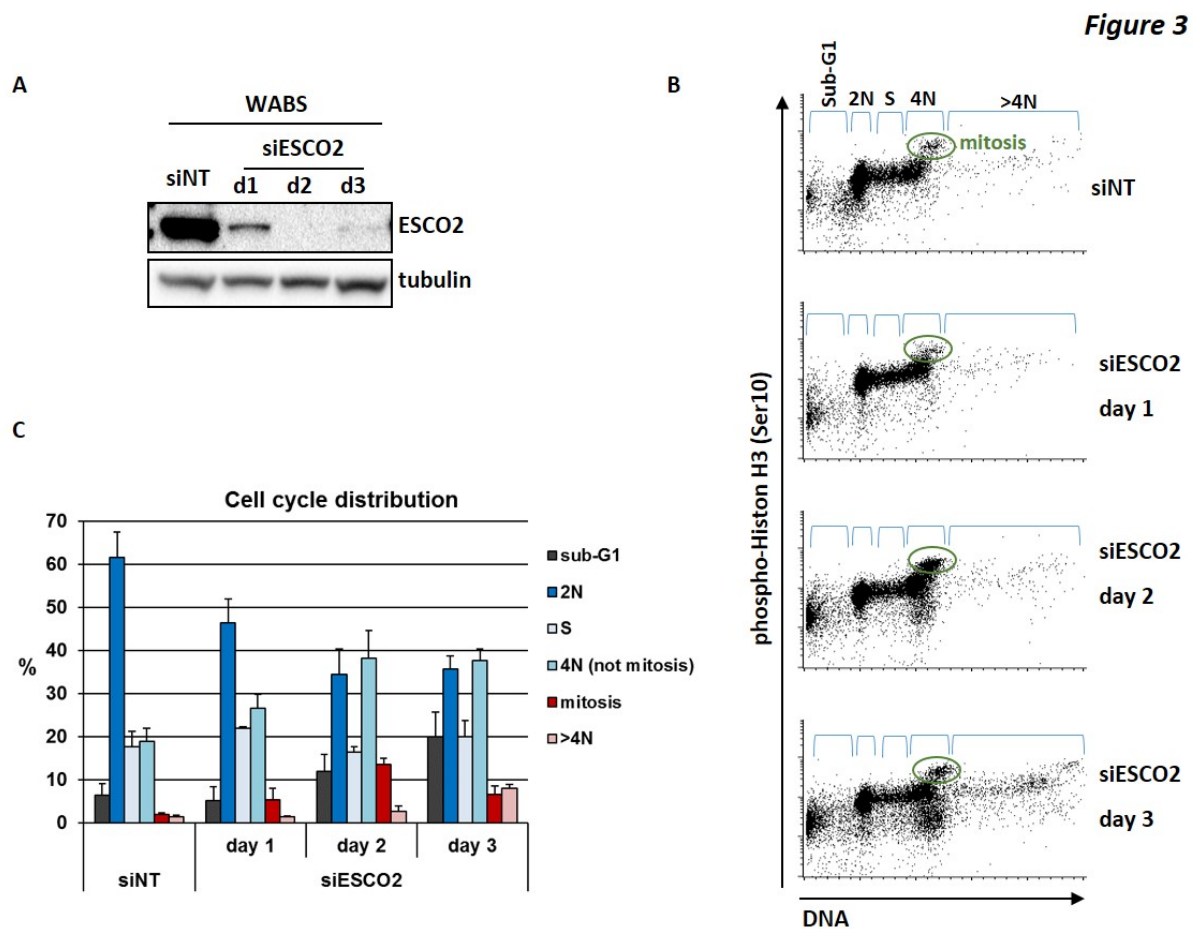 Figure 3
A
WABS
siESCO2
siNT d1 d2 d3
ESCO2
tubulin
B
Sub-G1 2N S 4N >4N
mitosis
siNT
siESCO2
day 1
siESCO2
day 2
siESCO2
day 3
phospho-Histon H3 (Ser10)
DNA
C
Cell cycle distribution
70
60
50
40
30
20
10
0
%
sub-G1
2N
S
4N (not mitosis)
mitosis
>4N
day 1 day 2 day 3
siNT siESCO2